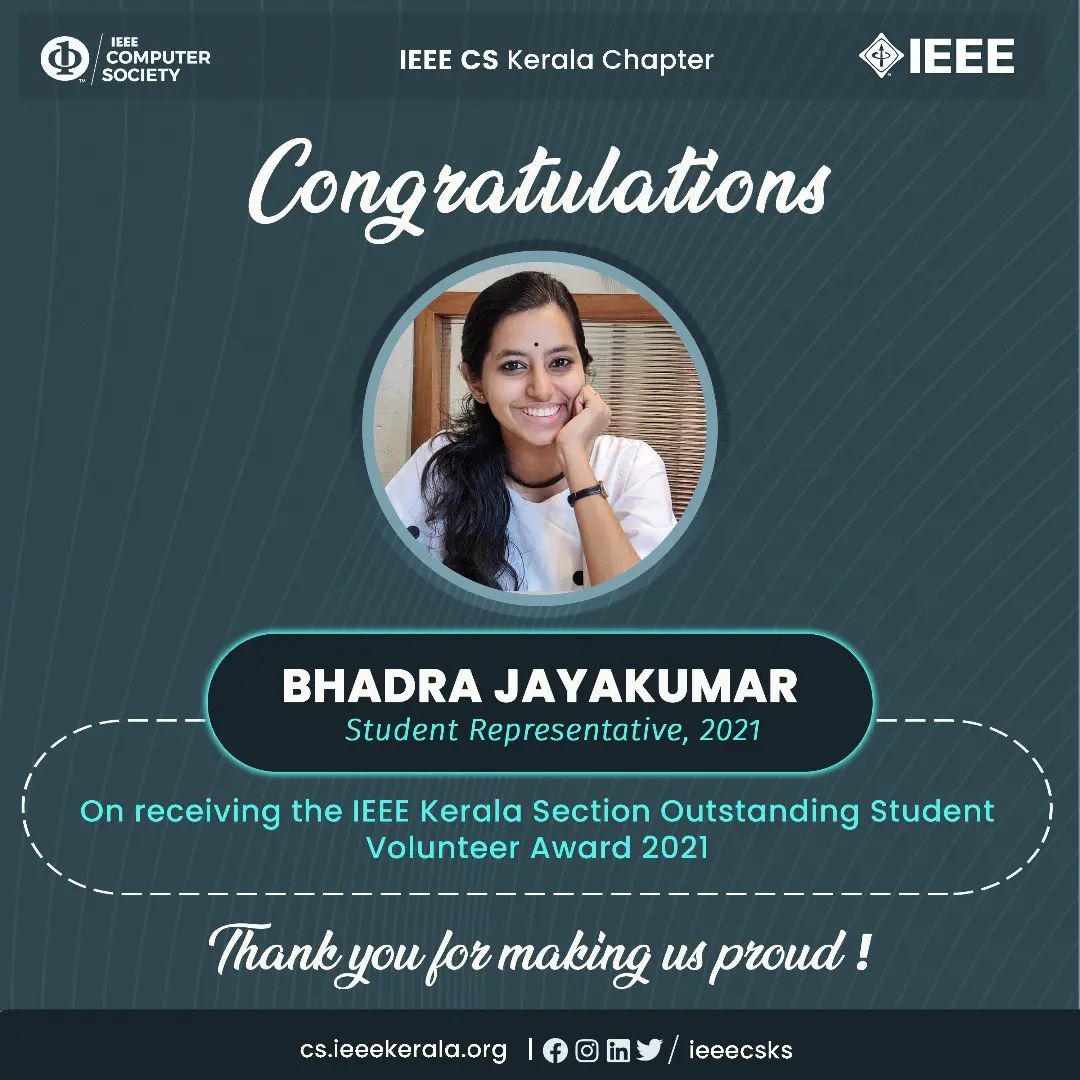 IEEE
COMPUTER
SOCIETY
IEEE CS Kerala Chapter
IEEE
Congratulations
BHADRA JAYAKUMAR
Student Representative, 2021
On receiving the IEEE Kerala Section Outstanding Student
Volunteer Award 2021
Thank you for making us proud !
cs.ieeekerala.org | / ieeecsks